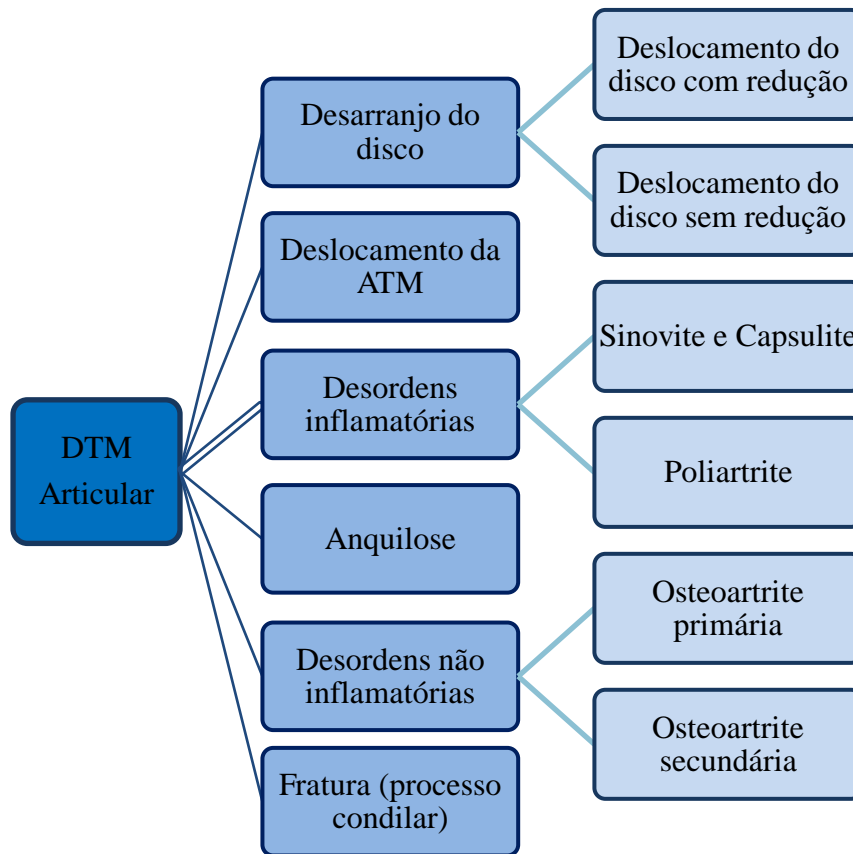 DTM
Articular
Desarranjo do
disco
Deslocamento do
disco com redução
Deslocamento do
disco sem redução
Deslocamento da
ATM
Desordens
inflamatórias
Sinovite e Capsulite
Poliartrite
Anquilose
Desordens não
inflamatórias
Osteoartrite
primária
Osteoartrite
secundária
Fratura (processo
condilar)